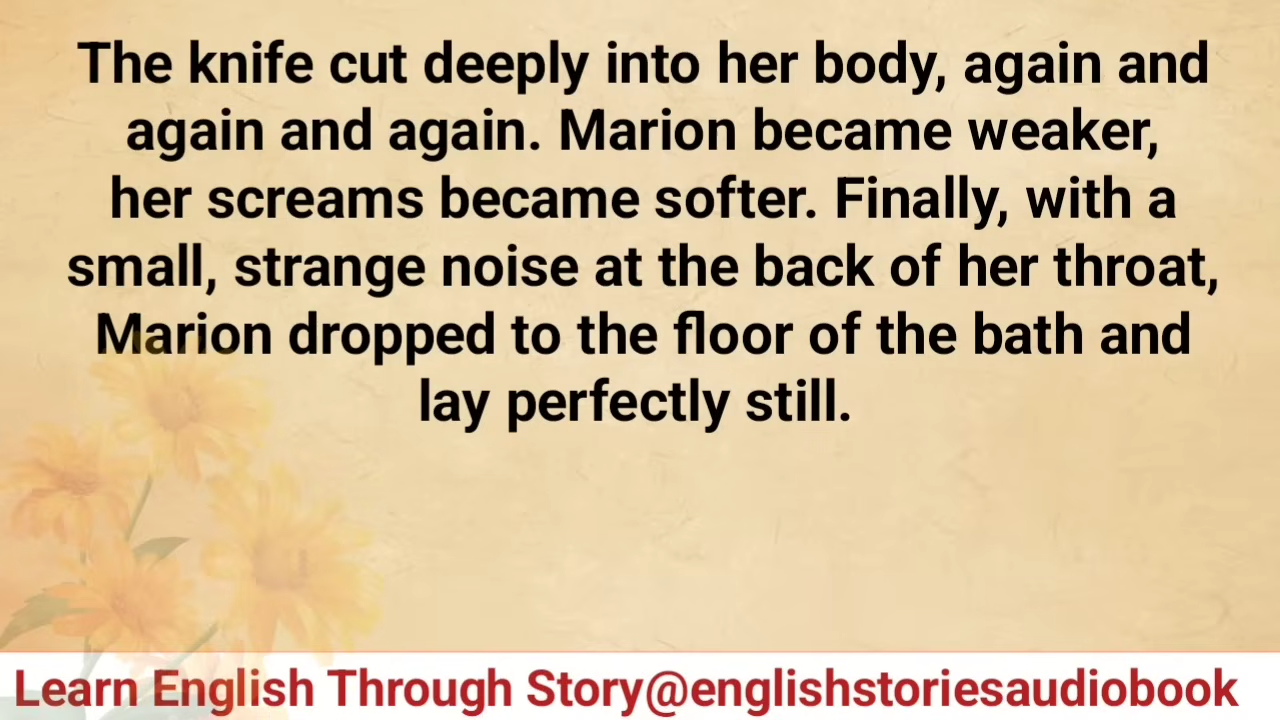 The knife cut deeply into her body, again and
again and again. Marion became weaker,
her screams became softer. Finally, with a
small, strange noise at the back of her throat,
Marion dropped to the floor of the bath and
lay perfectly still.
Learn English Through Story@englishstoriesaudiobook